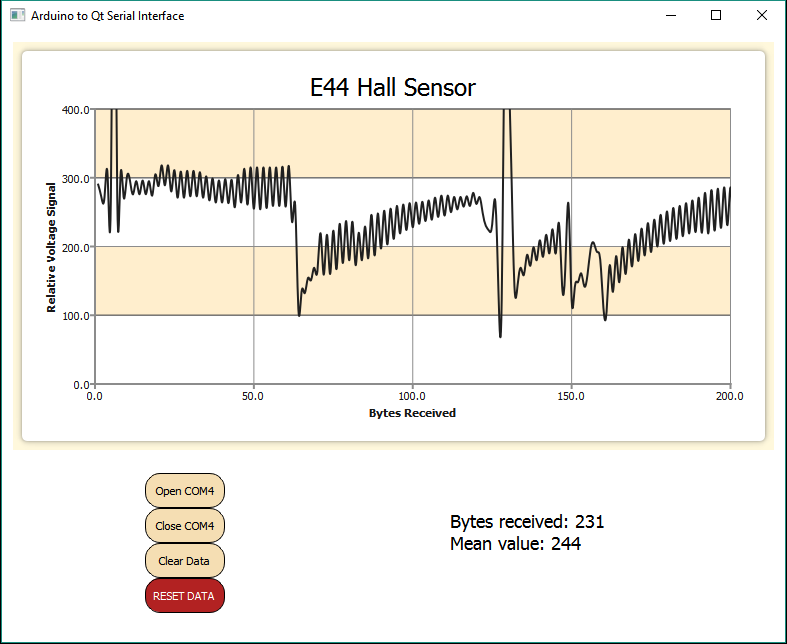 Arduino to Qt Serial Interface
E44 Hall Sensor
400.0
300.0
200.0
100.0
0.0
Relative Voltage Signal
0.0 50.0 100.0 150.0 200.0
Bytes Received
Open COM4
Close COM4
Clear Data
RESET DATA
Bytes received: 231
Mean value: 244